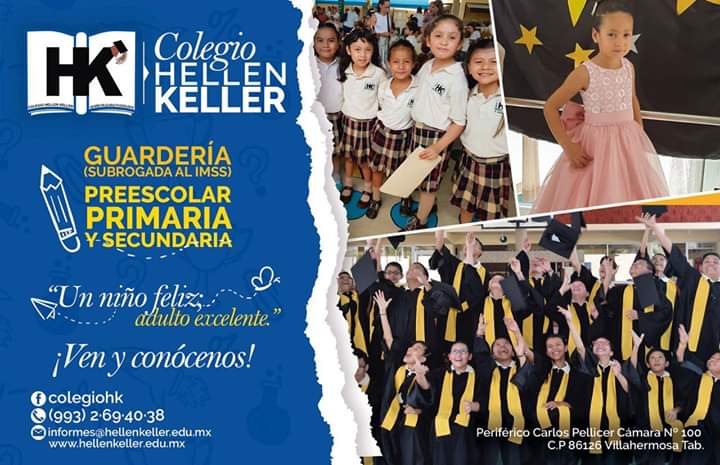 HK
Colegio
HELLEN
KELLER
GUARDERÍA
(SUBROGADA AL IMSS)
PREESCOLAR
PRIMARIA
Y SECUNDARIA
"Un niño feliz,
adulto excelente."
¡Ven y conócenos!
colegiohk
(993) 2·69·40·38
informes@hellenkeller.edu.mx
www.hellenkeller.edu.mx
Periférico Carlos Pellicer Cámara Nº 100
C.P 86126 Villahermosa Tab.